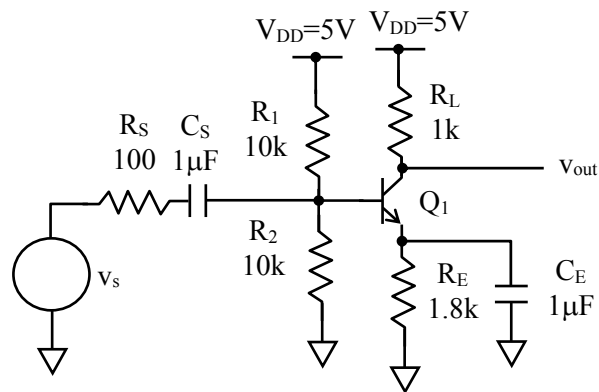 V_DD=5V V_DD=5V
R_S
100
C_S
1μF
R_1
10k
R_L
1k
v_out
Q_1
R_2
10k
v_s
R_E
1.8k
C_E
1μF